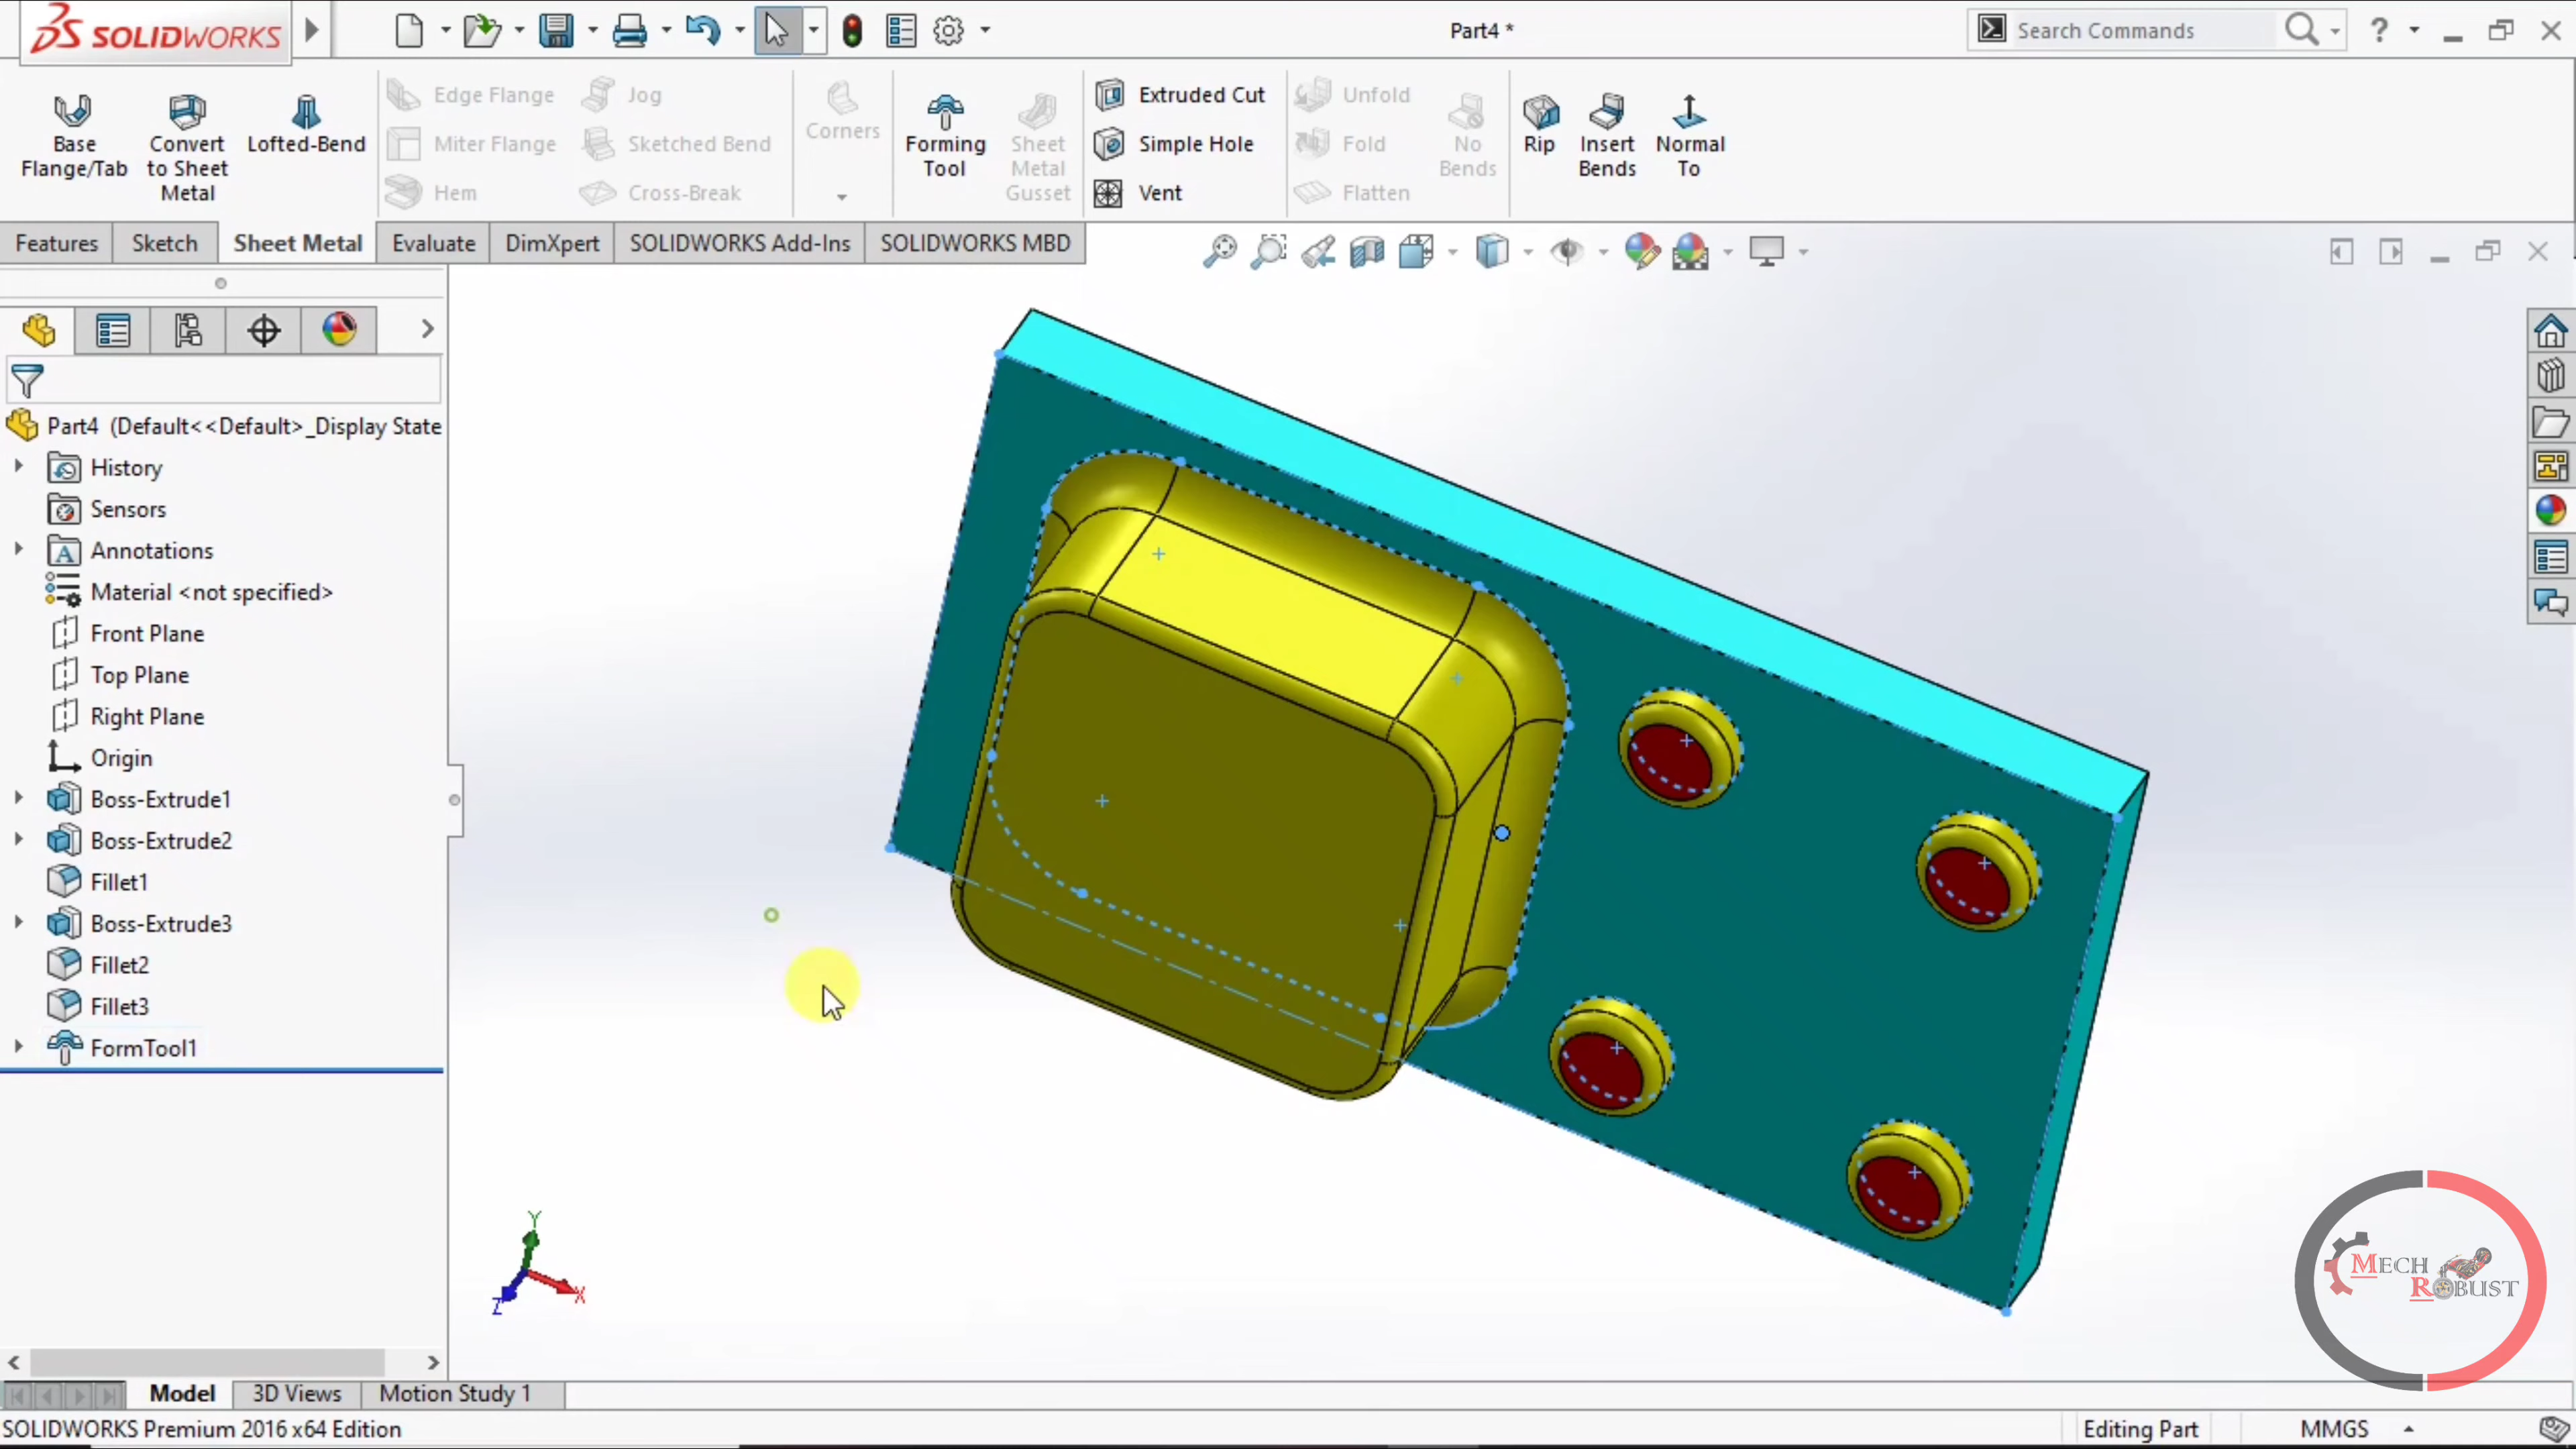 SOLIDWORKS
Part4 *
Search Commands
?
Base Flange/Tab
Convert to Sheet Metal
Lofted-Bend
Edge Flange
Miter Flange
Hem
Jog
Sketched Bend
Cross-Break
Corners
Forming Tool
Sheet Metal Gusset
Extruded Cut
Simple Hole
Vent
Unfold
Fold
Flatten
No Bends
Rip
Insert Bends
Normal To
Features
Sketch
Sheet Metal
Evaluate
DimXpert
SOLIDWORKS Add-Ins
SOLIDWORKS MBD
Part4 (Default<<Default>_Display State
History
Sensors
Annotations
Material <not specified>
Front Plane
Top Plane
Right Plane
Origin
Boss-Extrude1
Boss-Extrude2
Fillet1
Boss-Extrude3
Fillet2
Fillet3
FormTool1
Y
X
Z
MECH
ROBUST
Model
3D Views
Motion Study 1
SOLIDWORKS Premium 2016 x64 Edition
Editing Part
MMGS